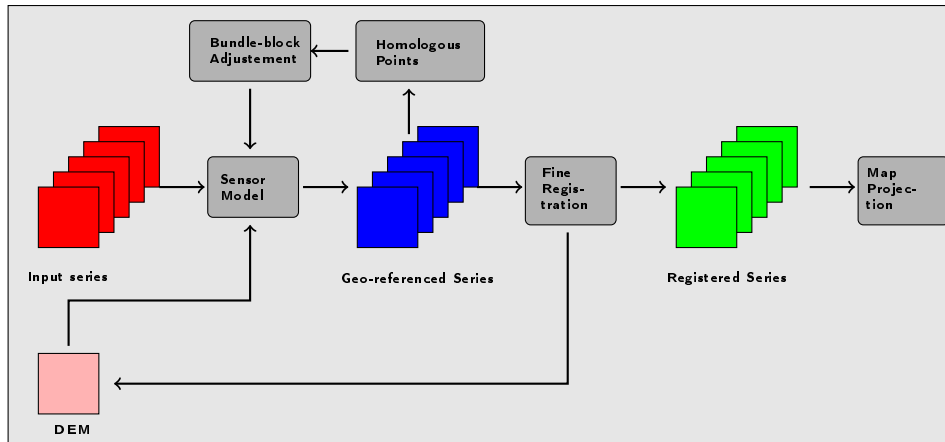 Bundle-block
Adjustement
Homologous
Points
Sensor
Model
Fine
Regis-
tration
Map
Projec-
tion
Input series
Geo-referenced Series
Registered Series
DEM